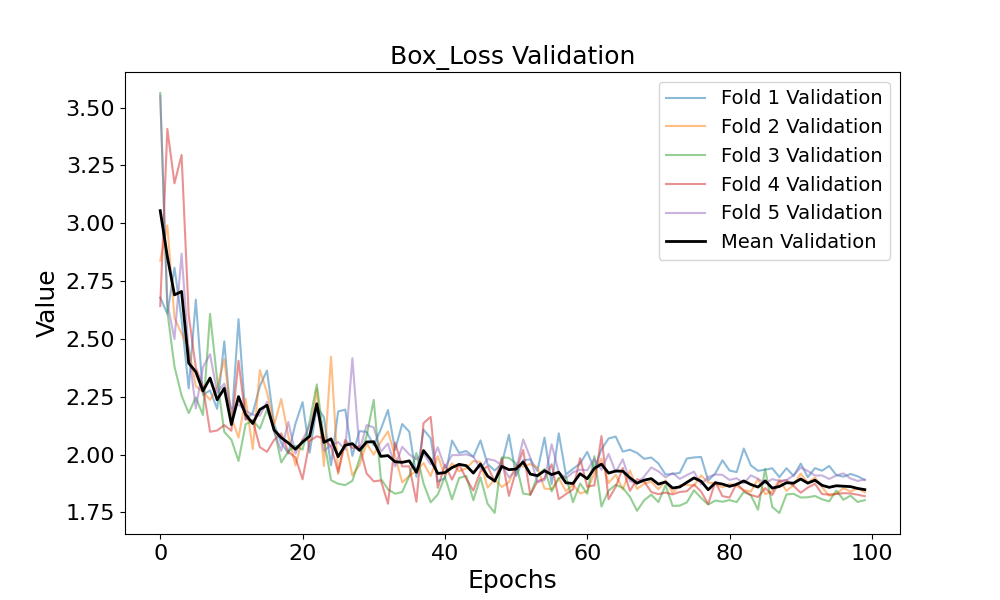 Box_Loss Validation
Value
3.50
3.25
3.00
2.75
2.50
2.25
2.00
1.75
Fold 1 Validation
Fold 2 Validation
Fold 3 Validation
Fold 4 Validation
Fold 5 Validation
Mean Validation
0 20 40 60 80 100
Epochs